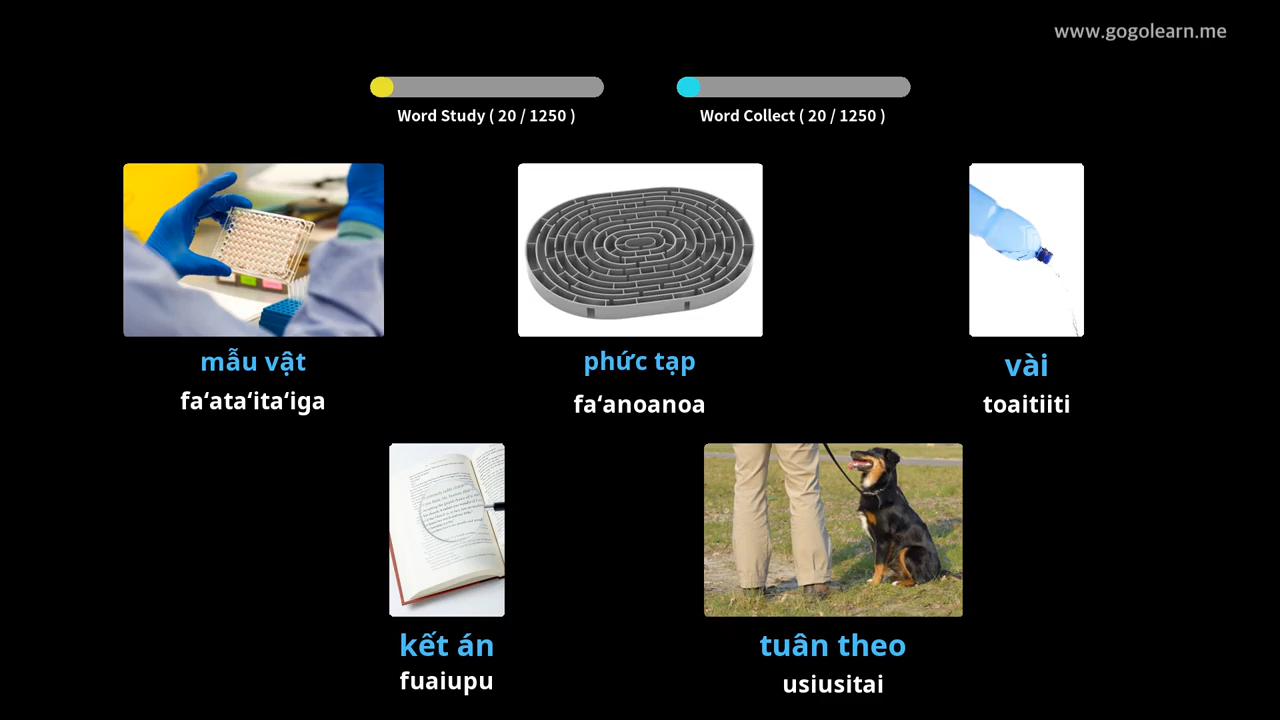 www.gogolearn.me
Word Study ( 20 / 1250 )
Word Collect ( 20 / 1250 )
mẫu vật
faʻataʻitaʻiga
phức tạp
faʻanoanoa
vài
toaitiiti
kết án
fuaiupu
tuân theo
usiusitai